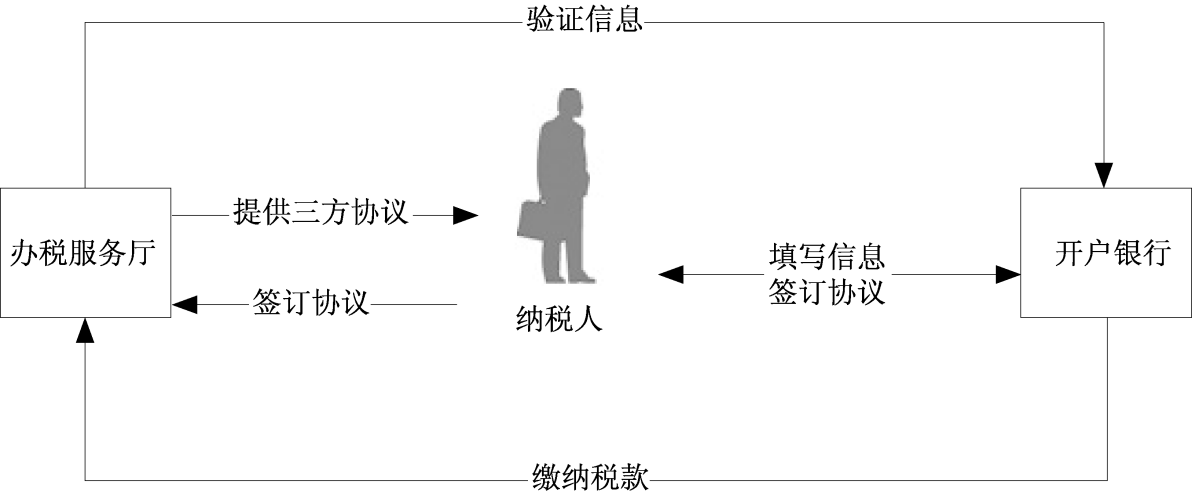 验证信息
提供三方协议
办税服务厅
签订协议
纳税人
填写信息
签订协议
开户银行
缴纳税款